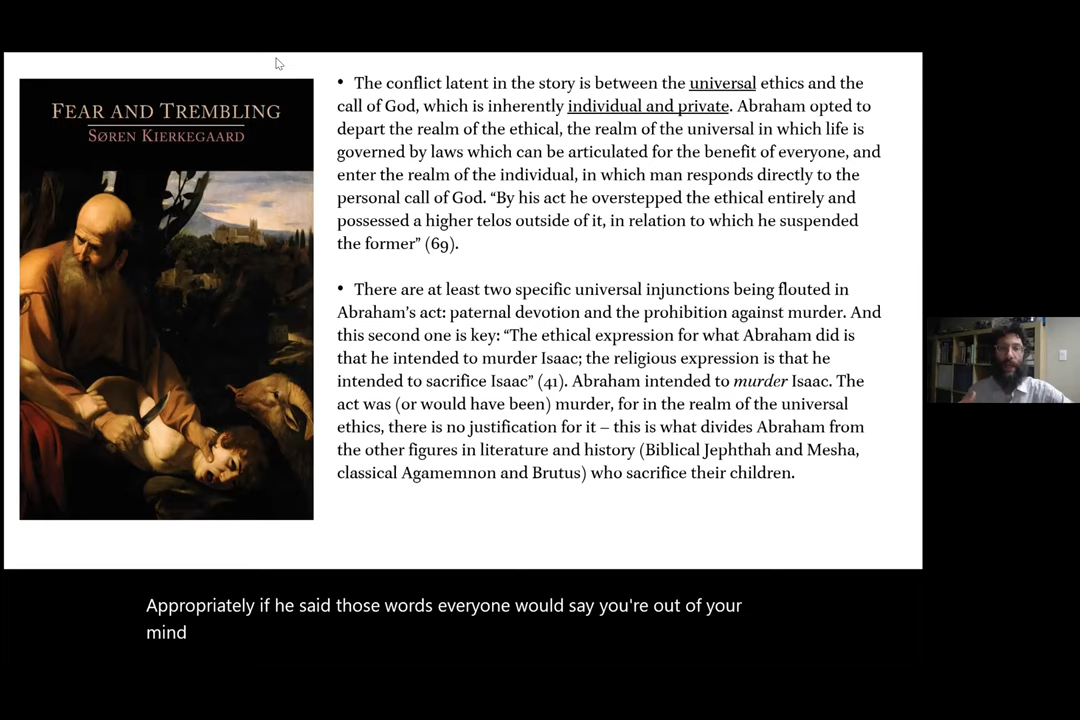 FEAR AND TREMBLING
SØREN KIERKEGAARD
• The conflict latent in the story is between the universal ethics and the
call of God, which is inherently individual and private. Abraham opted to
depart the realm of the ethical, the realm of the universal in which life is
governed by laws which can be articulated for the benefit of everyone, and
enter the realm of the individual, in which man responds directly to the
personal call of God. “By his act he overstepped the ethical entirely and
possessed a higher telos outside of it, in relation to which he suspended
the former” (69).
• There are at least two specific universal injunctions being flouted in
Abraham’s act: paternal devotion and the prohibition against murder. And
this second one is key: “The ethical expression for what Abraham did is
that he intended to murder Isaac; the religious expression is that he
intended to sacrifice Isaac” (41). Abraham intended to murder Isaac. The
act was (or would have been) murder, for in the realm of the universal
ethics, there is no justification for it – this is what divides Abraham from
the other figures in literature and history (Biblical Jephthah and Mesha,
classical Agamemnon and Brutus) who sacrifice their children.
Appropriately if he said those words everyone would say you're out of your
mind